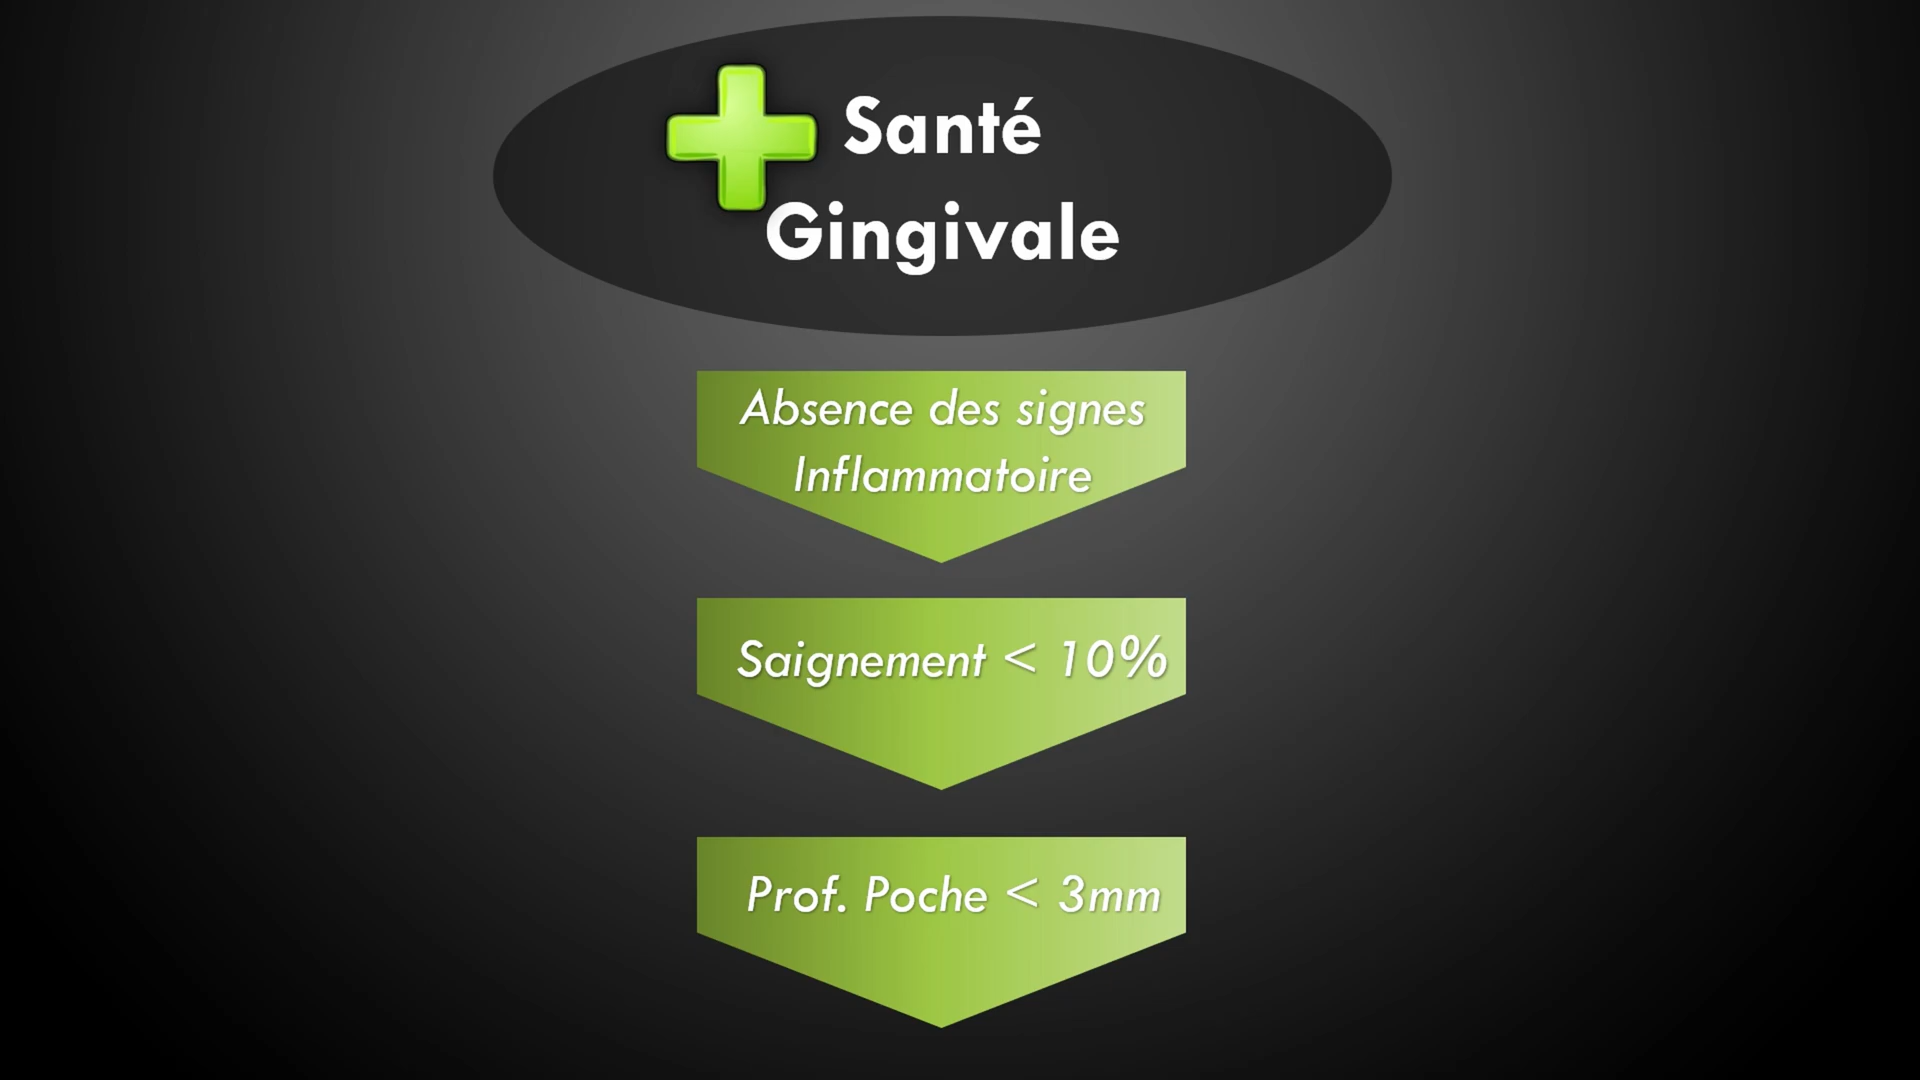 Santé
Gingivale
Absence des signes
Inflammatoire
Saignement < 10%
Prof. Poche < 3mm